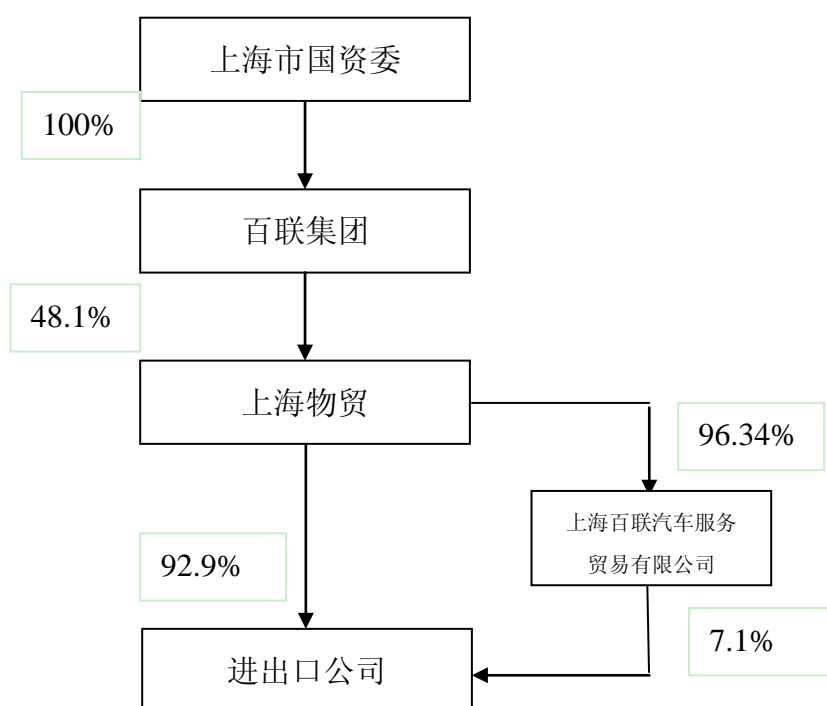 上海市国资委
100%
百联集团
48.1%
上海物贸
96.34%
上海百联汽车服务
贸易有限公司
92.9%
7.1%
进出口公司